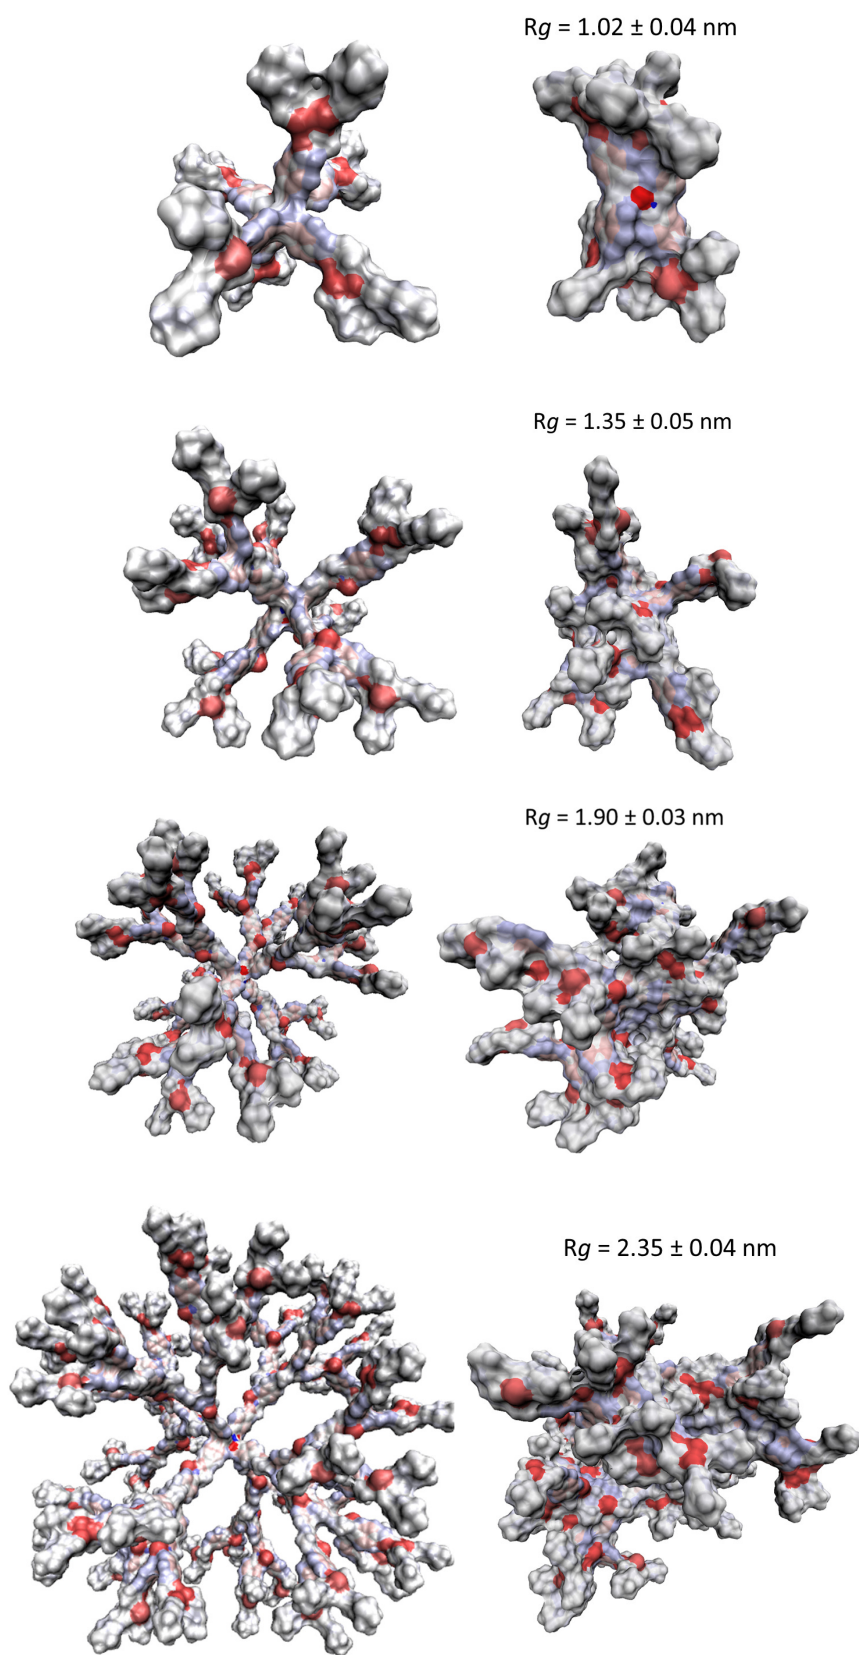 Rg = 1.02 ± 0.04 nm
Rg = 1.35 ± 0.05 nm
Rg = 1.90 ± 0.03 nm
Rg = 2.35 ± 0.04 nm